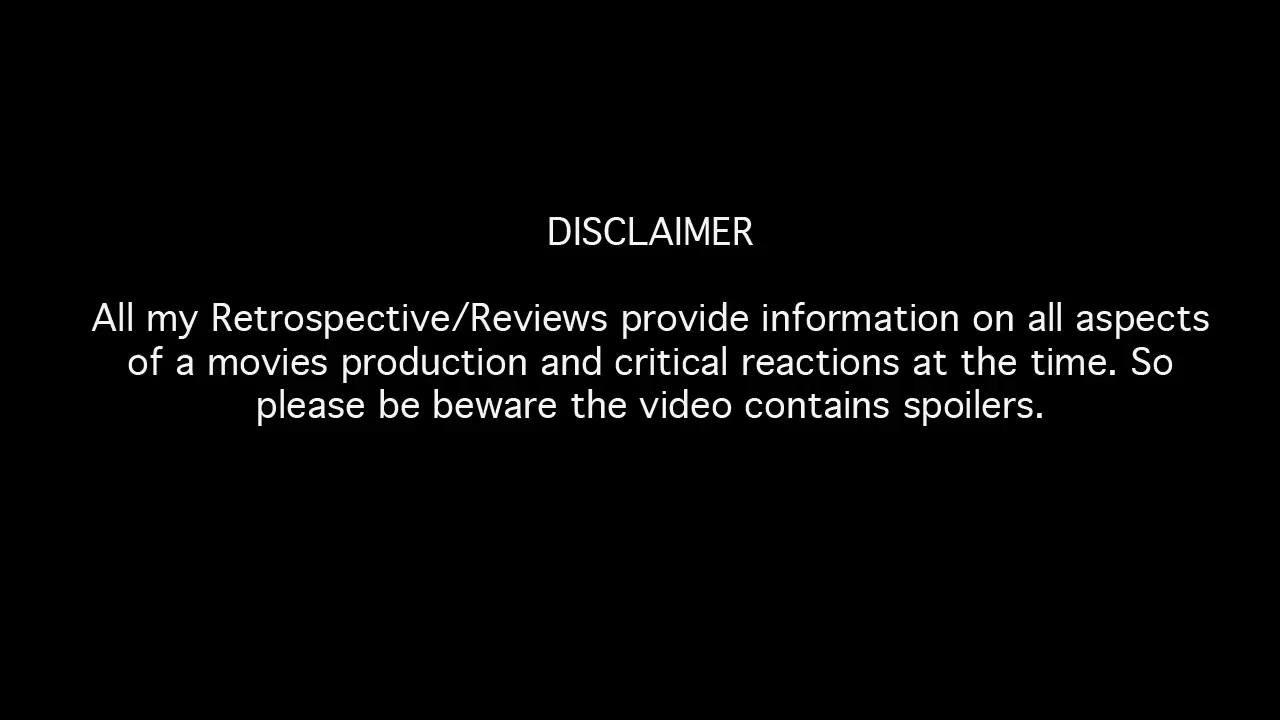 DISCLAIMER
All my Retrospective/Reviews provide information on all aspects
of a movies production and critical reactions at the time. So
please be beware the video contains spoilers.